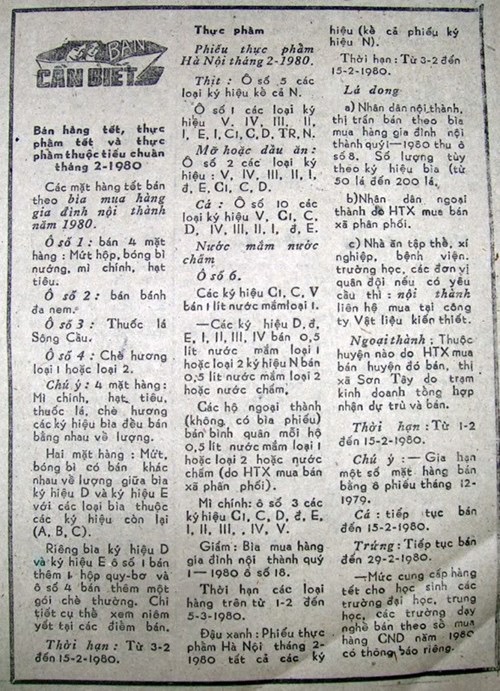 BẠN
CẦN BIẾT
Bán hàng tết, thực
phẩm tết và thực
phẩm thuộc tiêu chuẩn
tháng 2-1980
Các mặt hàng tết bán
theo bìa mua hàng
gia đình nội thành
năm 1980.
Ô số 1 : bán 4 mặt
hàng : Mứt hộp, bóng bì
nướng, mì chính, hạt
tiêu.
Ô số 2 : bán bánh
đa nem.
Ô số 3 : Thuốc lá
Sông Cầu.
Ô số 4 : Chè hương
loại 1 hoặc loại 2.
Chú ý : 4 mặt hàng :
Mì chính, hạt tiêu,
thuốc lá, chè hương
các ký hiệu bìa đều bán
bằng nhau về lượng.
Hai mặt hàng : Mứt,
bóng bì có bán khác
nhau về lượng giữa bìa
ký hiệu D và ký hiệu E
với các loại bìa thuộc
các ký hiệu còn lại
(A, B, C).
Riêng bìa ký hiệu D
và ký hiệu E ô số 1 bán
thêm 1 hộp quy-bơ và
ô số 4 bán thêm một
gói chè thường. Chi
tiết cụ thể xem niêm
yết tại các điểm bán.
Thời hạn : Từ 3-2
đến 15-2-1980.
Thực phẩm
Phiếu thực phẩm
Hà Nội tháng 2-1980.
Thịt : Ô số 5 các
loại ký hiệu kể cả N.
Ô số 1 các loại ký
hiệu V, IV, III, II,
I, E, I, C1, C, D, TR, N.
Mỡ hoặc dầu ăn :
Ô số 2 các loại ký
hiệu : V, IV, III, II, I,
đ, E, C1, C, D.
Cá : Ô số 10 các
loại ký hiệu V, C1, C,
D, IV, III, II, I, đ, E.
Nước mắm nước
chấm
Ô số 6.
Các ký hiệu C1, C, V
bán 1 lít nước mắm loại 1.
—Các ký hiệu D, đ,
E, I, II, III, IV bán 0,5
lít nước mắm loại 1
hoặc loại 2 ký hiệu N bán
0,5 lít nước mắm loại 2
hoặc nước chấm.
Các hộ ngoại thành
(không có bìa phiếu)
bán bình quân mỗi hộ
0,5 lít nước mắm loại 1
hoặc loại 2 hoặc nước
chấm (do HTX mua bán
xã phân phối).
Mì chính : ô số 3 các
ký hiệu C1, C, D, đ, E,
I, II, III, IV, V.
Giấm : Bìa mua hàng
gia đình nội thành quý
1—1980 ô số 18.
Thời hạn các loại
hàng trên từ 1-2 đến
5-3-1980.
Đậu xanh : Phiếu thực
phẩm Hà Nội tháng 2-
1980 tất cả các ký
hiệu (kể cả phiếu ký
hiệu N).
Thời hạn : Từ 3-2 đến
15-2-1980.
Lá dong
a) Nhân dân nội thành,
thị trấn bán theo bìa
mua hàng gia đình nội
thành quý 1—1980 thu ô
số 8. Số lượng tùy
theo ký hiệu bìa (từ
50 lá đến 200 lá.
b) Nhân dân ngoại
thành do HTX mua bán
xã phân phối.
c) Nhà ăn tập thể, xí
nghiệp, bệnh viện,
trường học, các đơn vị
quân đội nếu có yêu
cầu thì : nội thành
liên hệ mua tại công
ty Vật liệu kiến thiết.
Ngoại thành : Thuộc
huyện nào do HTX mua
bán huyện đó bán, thị
xã Sơn Tây do trạm
kinh doanh tổng hợp
nhận dự trù và bán.
Thời hạn : Từ 1-2
đến 15-2-1980.
Chú ý : — Gia hạn
một số mặt hàng bán
bằng ô phiếu tháng 12-
1979.
Cá : tiếp tục bán
đến 15-2-1980.
Trứng : Tiếp tục bán
đến 29-2-1980.
—Mức cung cấp hàng
tết cho học sinh các
trường đại học, trung
học, các trường dạy
nghề bán theo sổ mua
hàng CND năm 1980
có thông báo riêng.